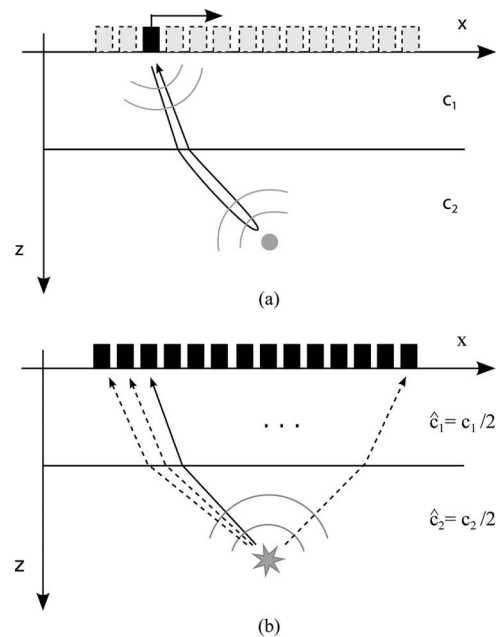 x
c₁
c₂
z
(a)
x
. . .
ĉ₁= c₁/2
ĉ₂= c₂/2
z
(b)